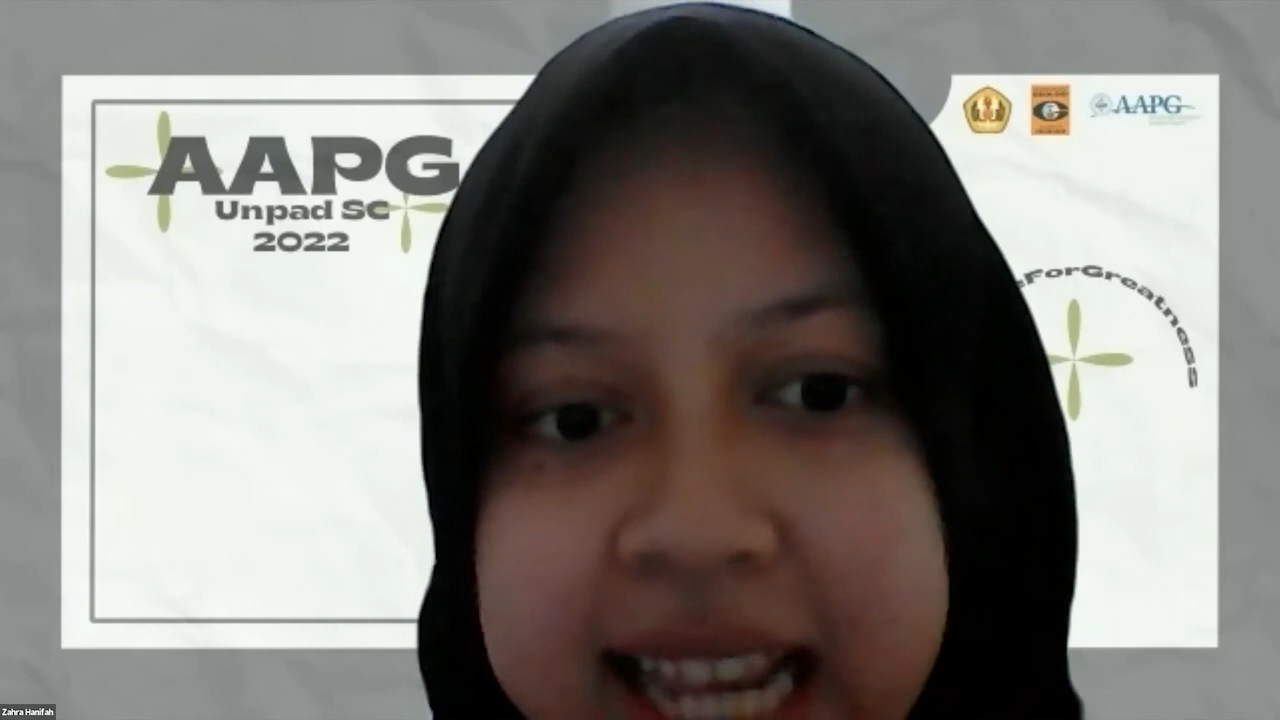 AAPG
Unpad SC
2022
AAPG
ForGreatness
Zahra Hanifah